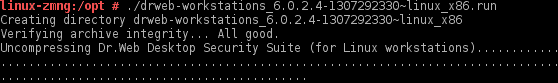 linux-zmng:/opt # ./drweb-workstations_6.0.2.4-1307292330~linux_x86.run
Creating directory drweb-workstations_6.0.2.4-1307292330~linux_x86
Verifying archive integrity... All good.
Uncompressing Dr.Web Desktop Security Suite (for Linux workstations)............
................................................................................
............................................